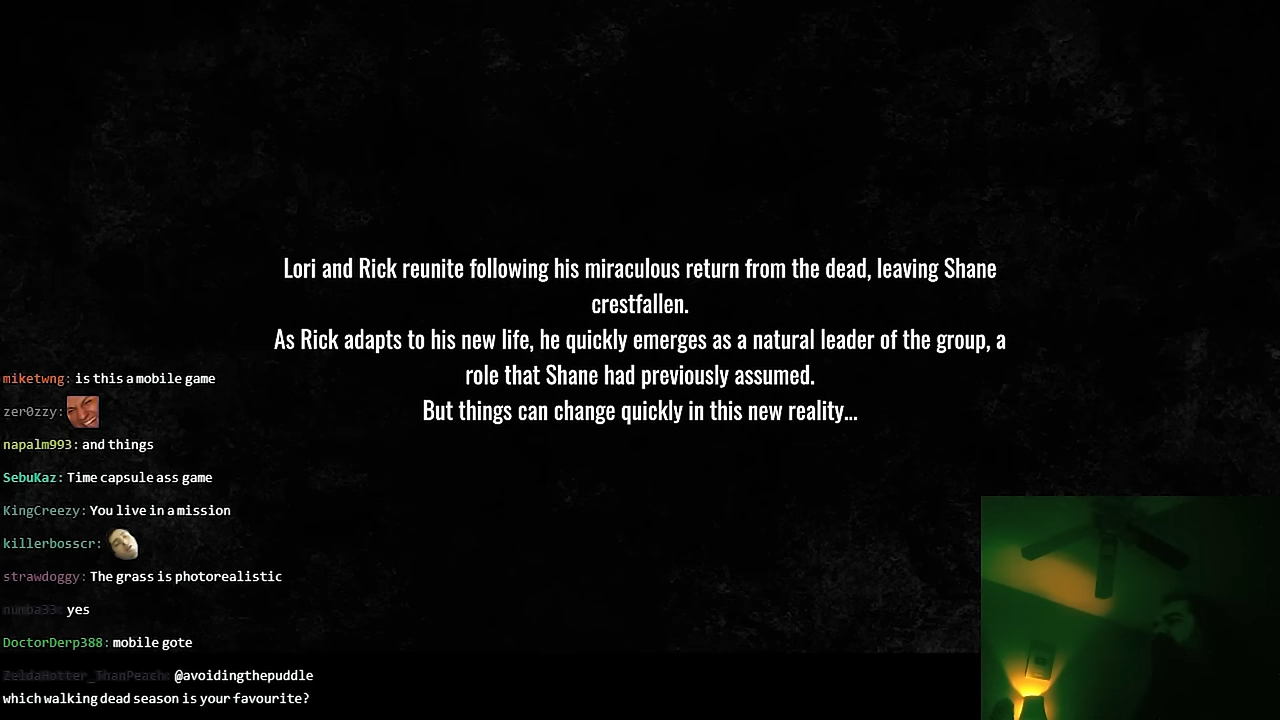 Lori and Rick reunite following his miraculous return from the dead, leaving Shane
crestfallen.
As Rick adapts to his new life, he quickly emerges as a natural leader of the group, a
role that Shane had previously assumed.
But things can change quickly in this new reality...
miketwng: is this a mobile game
zer0zzy:
napalm993: and things
SebuKaz: Time capsule ass game
KingCreezy: You live in a mission
killerbosscr:
strawdoggy: The grass is photorealistic
numba33: yes
DoctorDerp388: mobile gote
ZeldaHotter_ThanPeach: @avoidingthepuddle
which walking dead season is your favourite?